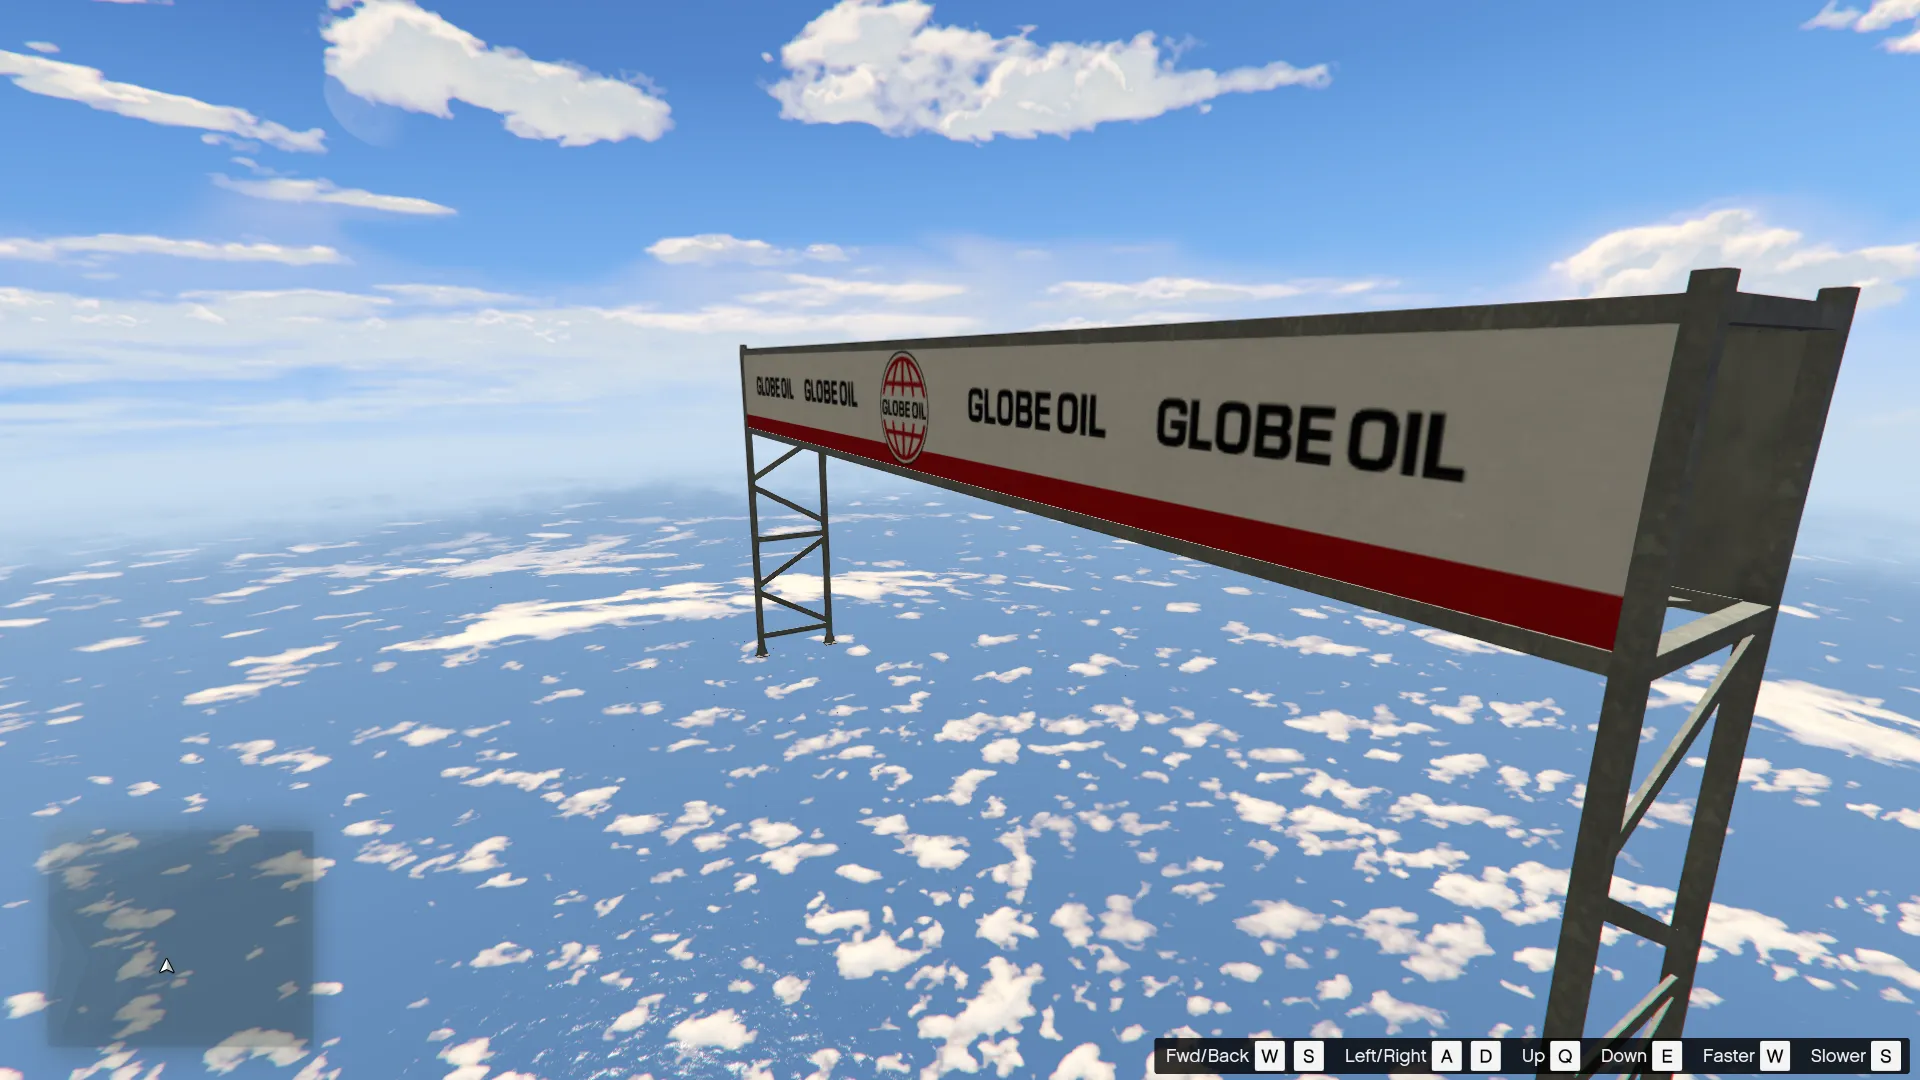 GLOBE OIL GLOBE OIL GLOBE OIL GLOBE OIL GLOBE OIL
Fwd/Back W S Left/Right A D Up Q Down E Faster W Slower S